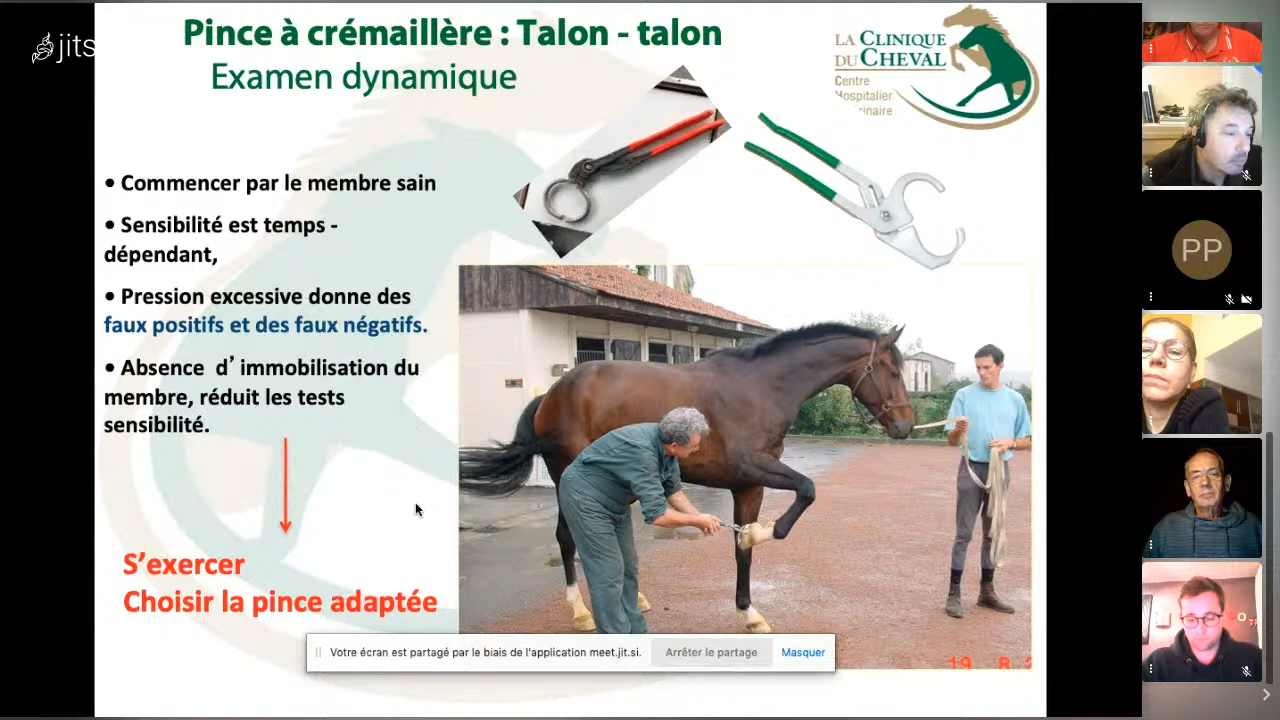 jits
Pince à crémaillère : Talon - talon
Examen dynamique
LA CLINIQUE
DU CHEVAL
Centre
Hospitalier
rinaire
• Commencer par le membre sain
• Sensibilité est temps -
dépendant,
• Pression excessive donne des
faux positifs et des faux négatifs.
• Absence d’ immobilisation du
membre, réduit les tests
sensibilité.
S’exercer
Choisir la pince adaptée
PP
Votre écran est partagé par le biais de l'application meet.jit.si.
Arrêter le partage
Masquer
19 8